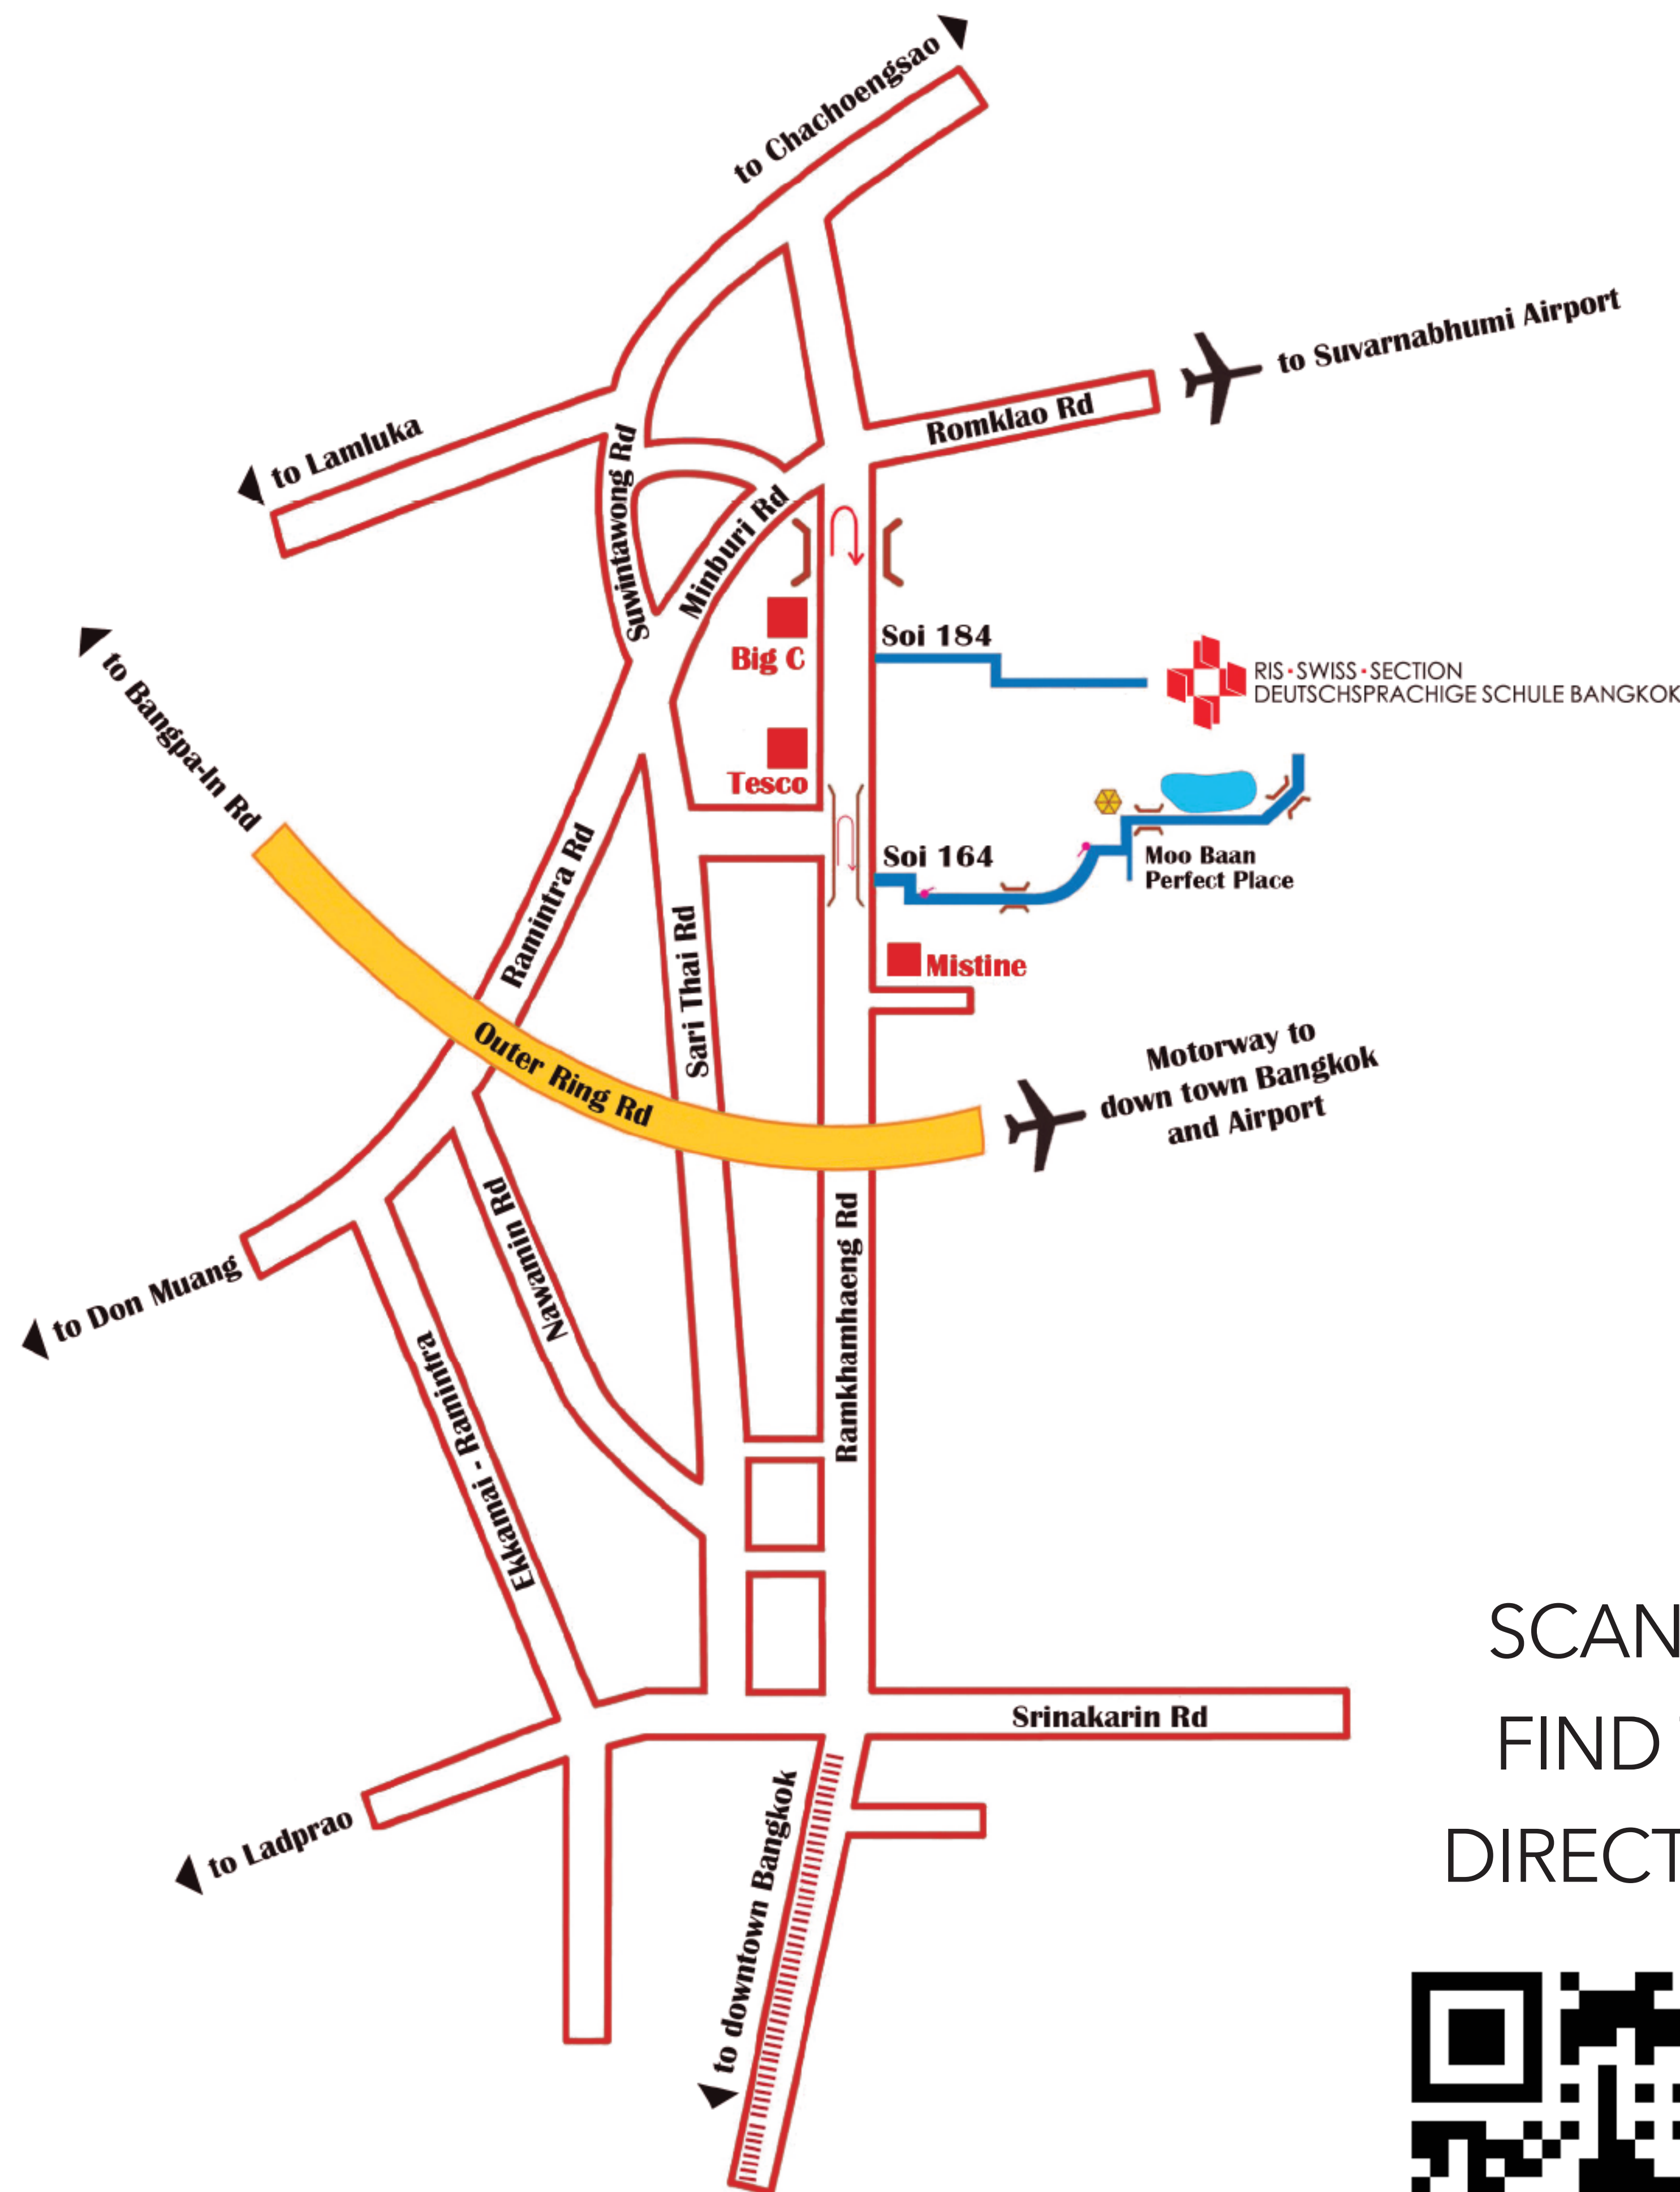 to Chachoengsao
to Suvarnabhumi Airport
Romklao Rd
to Lamluka
Suwintawong Rd
Minburi Rd
Big C
Soi 184
RIS·SWISS·SECTION
DEUTSCHSPRACHIGE SCHULE BANGKOK
to Bangpa-In Rd
Tesco
Ramintra Rd
Soi 164
Moo Baan
Perfect Place
Sari Thai Rd
Mistine
Outer Ring Rd
Motorway to
down town Bangkok
and Airport
Nawamin Rd
Ramkhamhaeng Rd
to Don Muang
Ekkamai - Ramintra
SCAN
FIND
DIRECT
Srinakarin Rd
to Ladprao
to downtown Bangkok